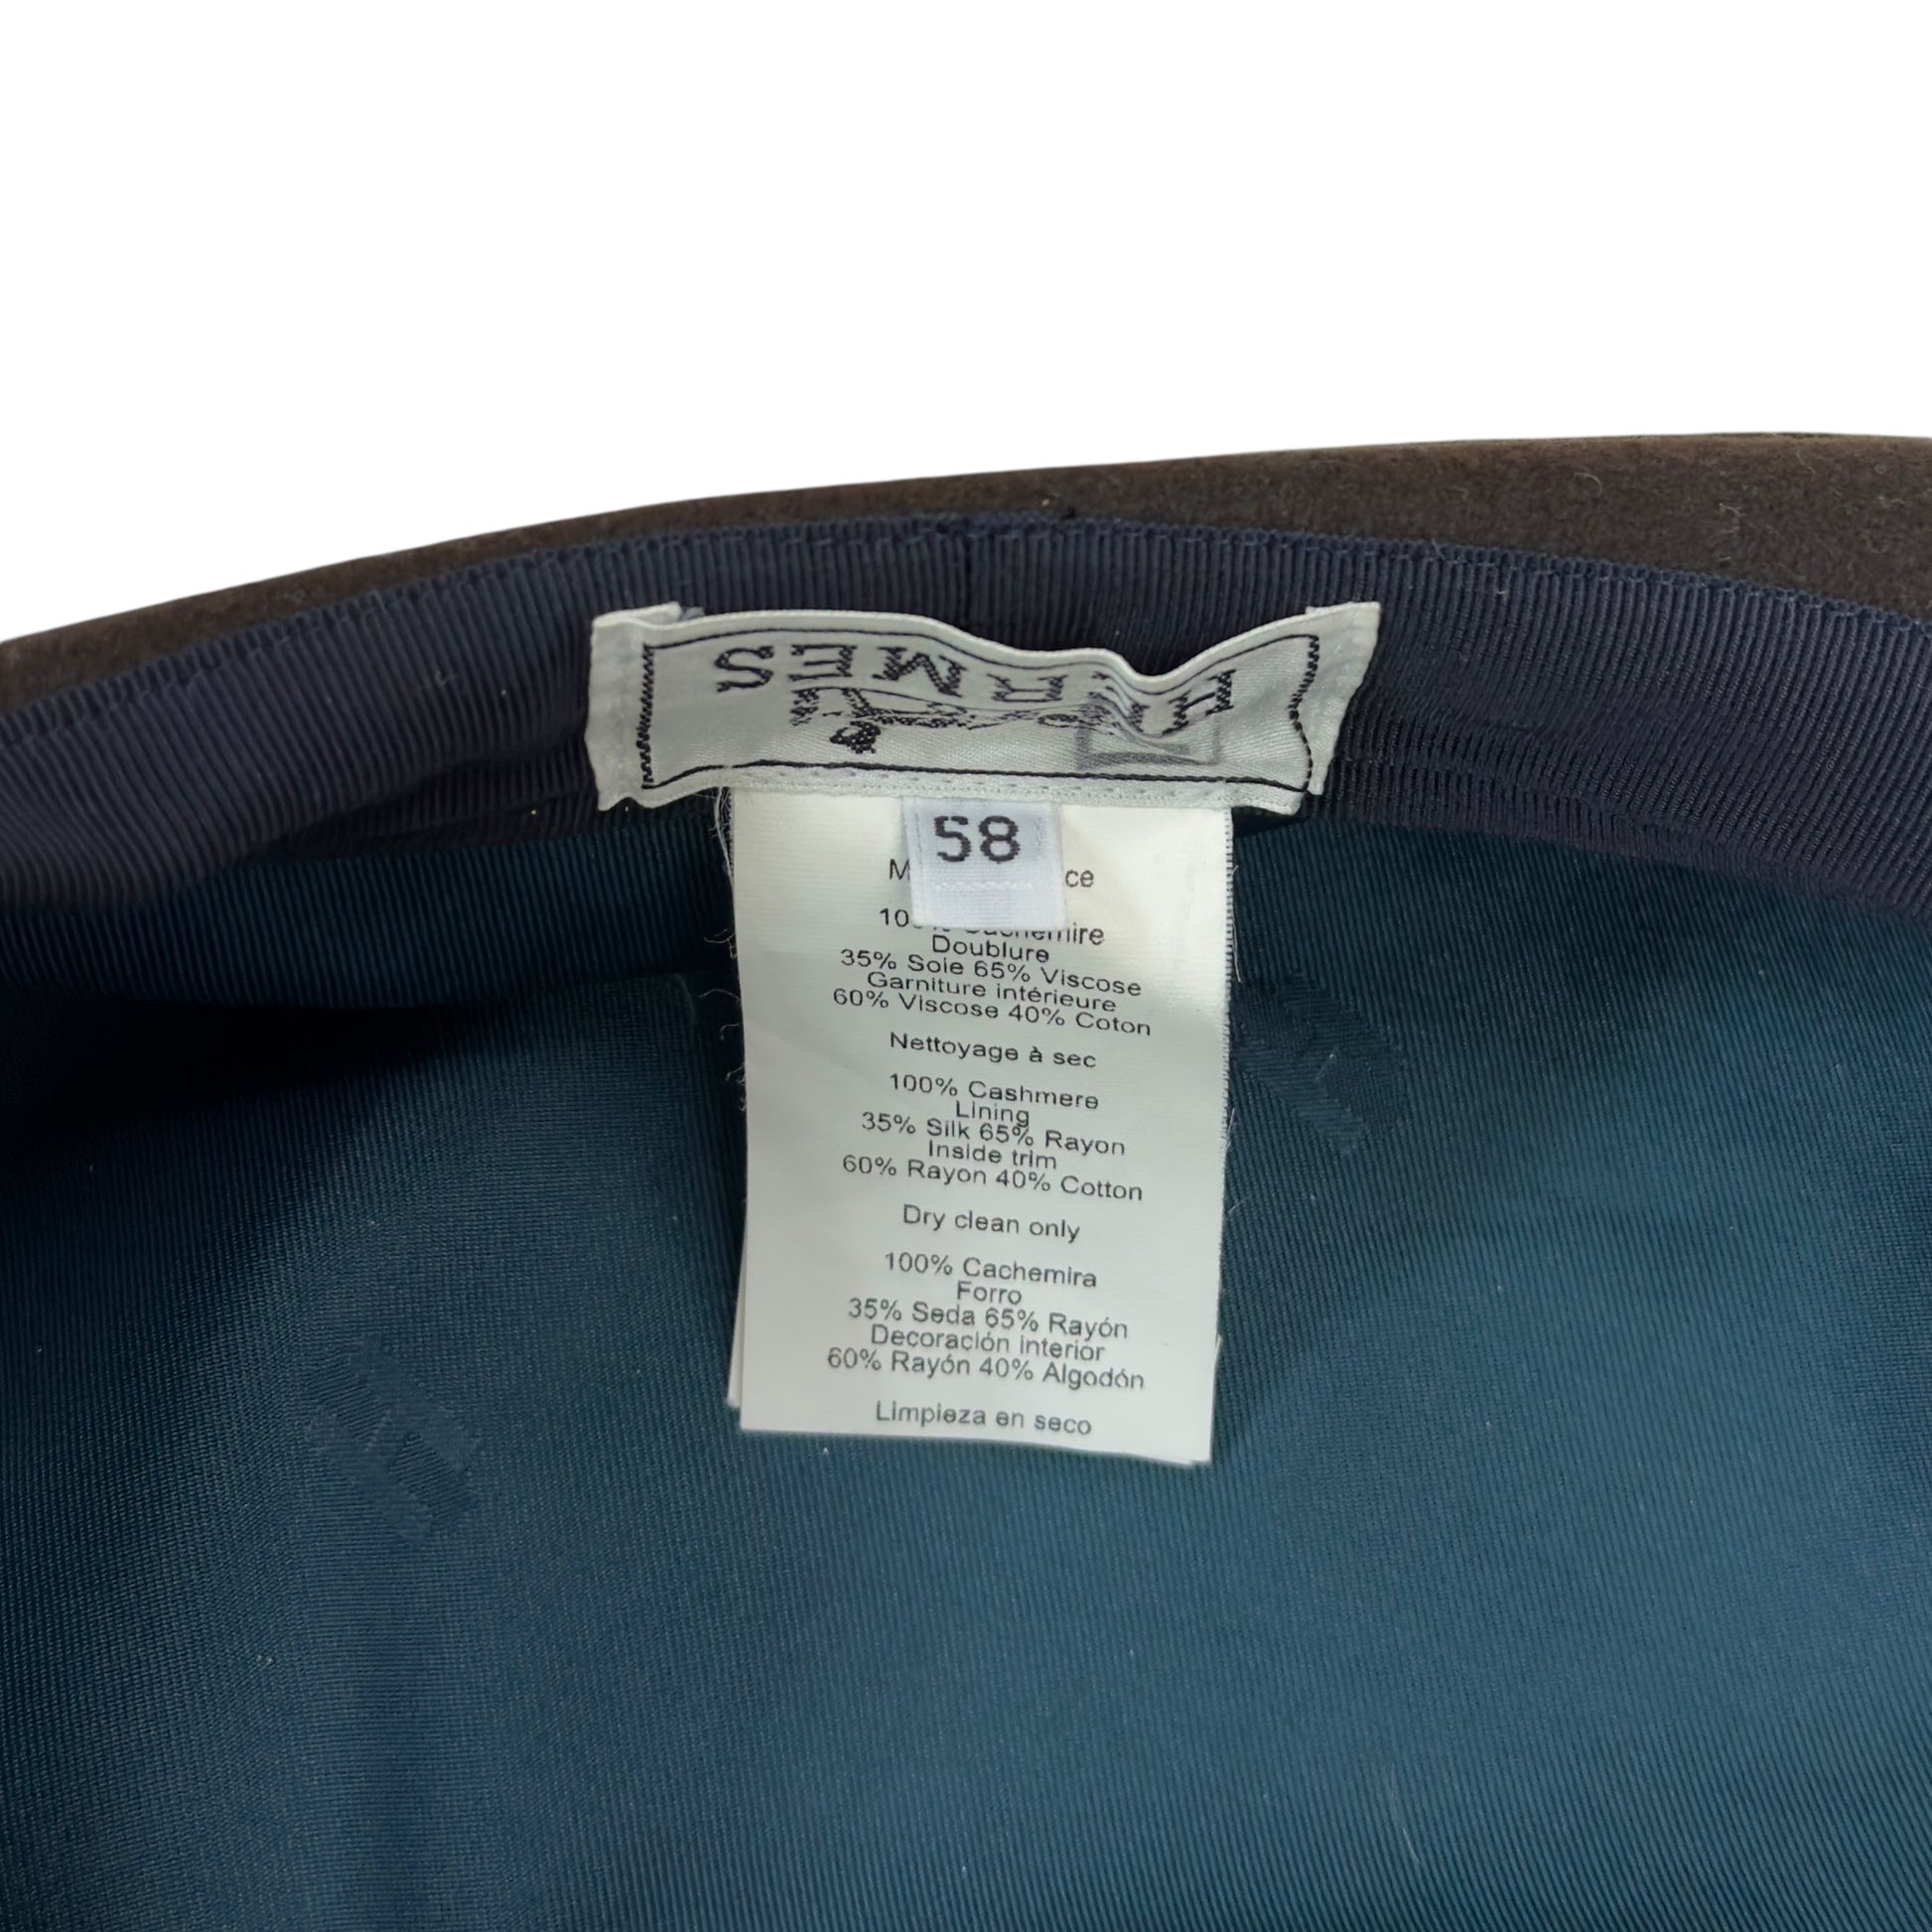 HERMES
58
100% Cachemire
Doublure
35% Soie 65% Viscose
Garniture intérieure
60% Viscose 40% Coton
Nettoyage à sec
100% Cashmere
Lining
35% Silk 65% Rayon
Inside trim
60% Rayon 40% Cotton
Dry clean only
100% Cachemira
Forro
35% Seda 65% Rayón
Decoración interior
60% Rayón 40% Algodón
Limpieza en seco